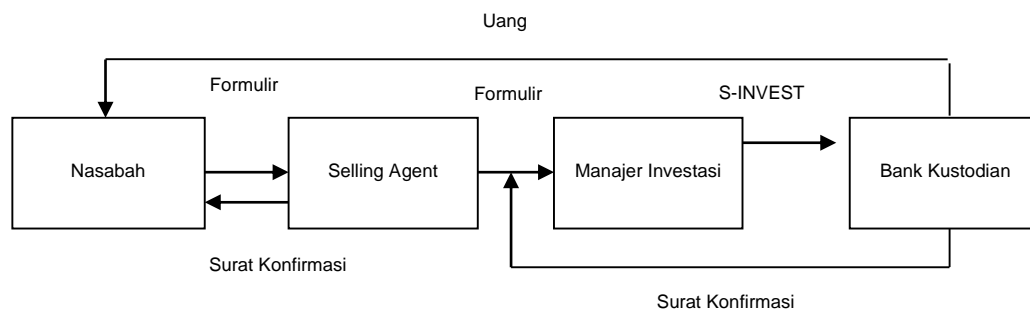 Uang
Formulir
Formulir
S-INVEST
Nasabah
Selling Agent
Manajer Investasi
Bank Kustodian
Surat Konfirmasi
Surat Konfirmasi